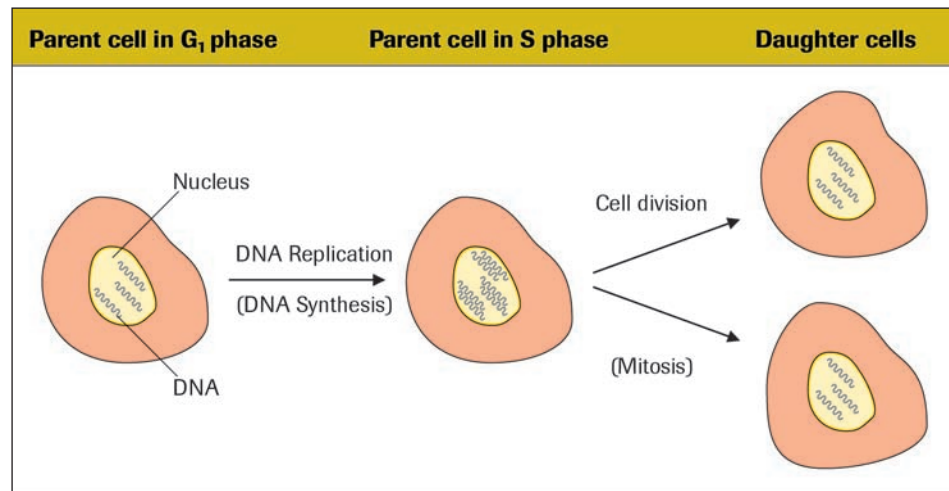 Parent cell in G₁ phase
Parent cell in S phase
Daughter cells
Nucleus
DNA
DNA Replication
(DNA Synthesis)
Cell division
(Mitosis)